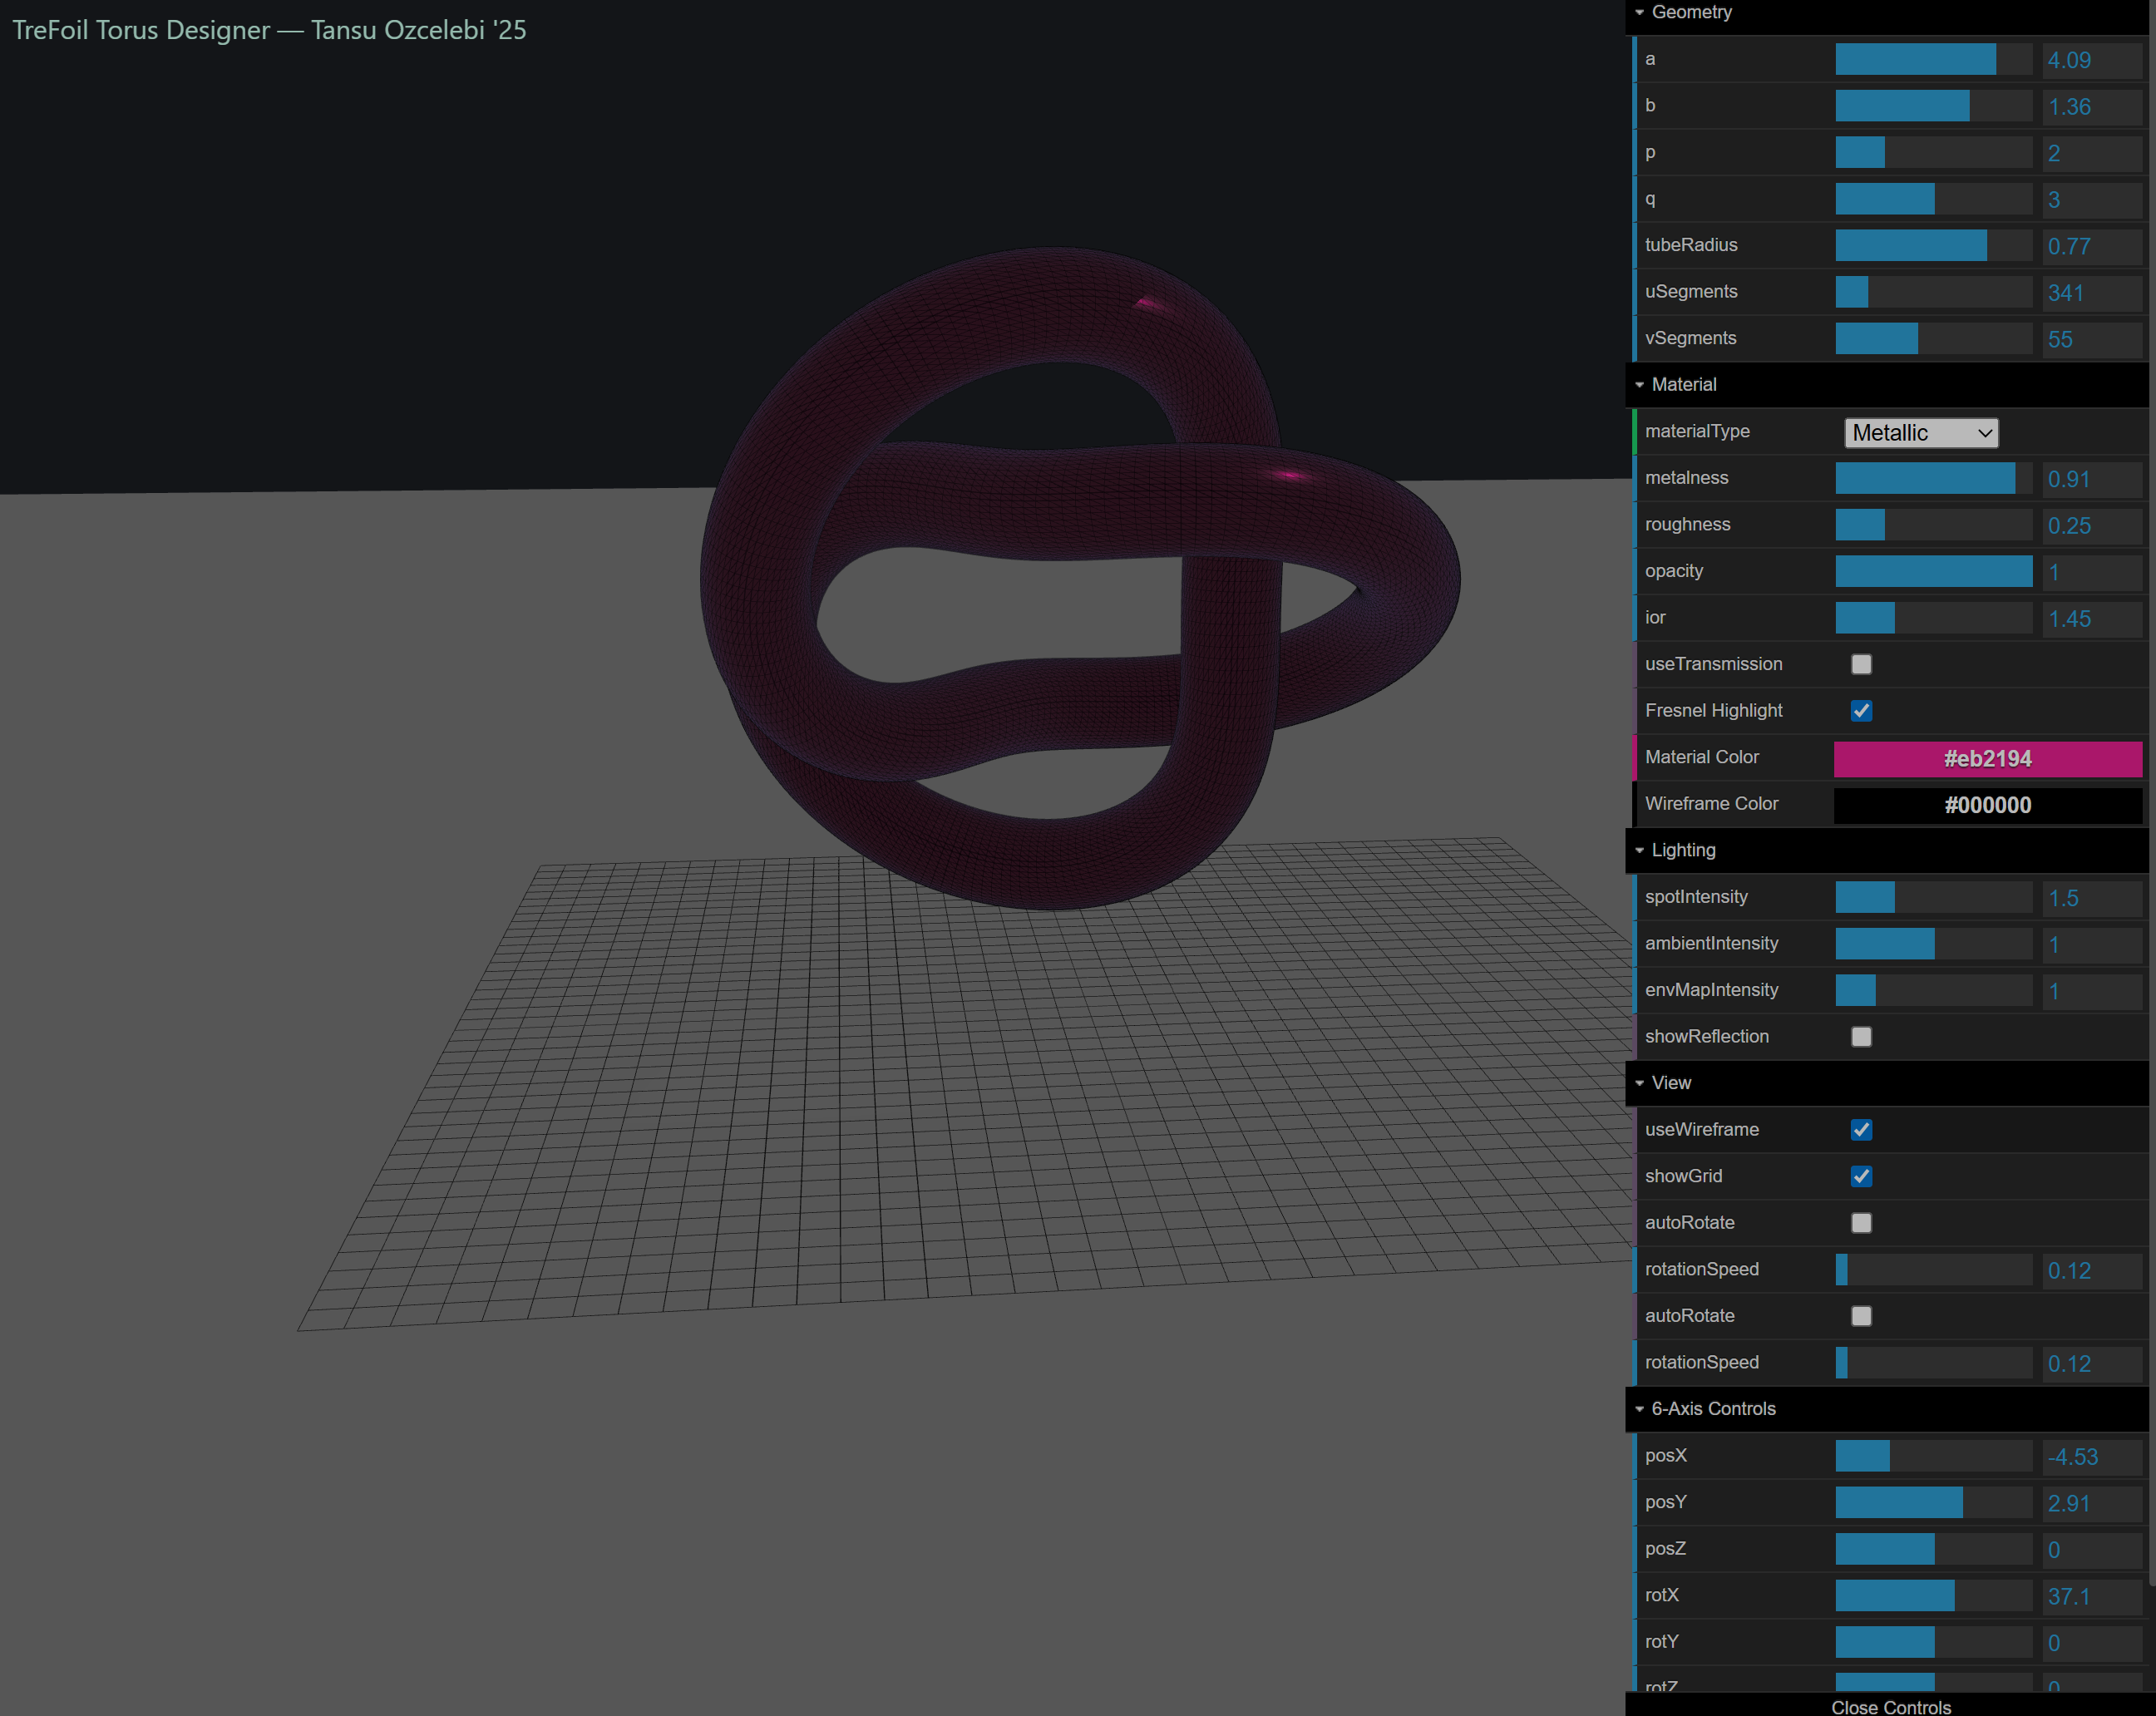 TreFoil Torus Designer — Tansu Ozcelebi '25
Geometry
a 4.09
b 1.36
p 2
q 3
tubeRadius 0.77
uSegments 341
vSegments 55
Material
materialType Metallic
metalness 0.91
roughness 0.25
opacity 1
ior 1.45
useTransmission
Fresnel Highlight
Material Color #eb2194
Wireframe Color #000000
Lighting
spotIntensity 1.5
ambientIntensity 1
envMapIntensity 1
showReflection
View
useWireframe
showGrid
autoRotate
rotationSpeed 0.12
autoRotate
rotationSpeed 0.12
6-Axis Controls
posX -4.53
posY 2.91
posZ 0
rotX 37.1
rotY 0
rotZ 0
Close Controls